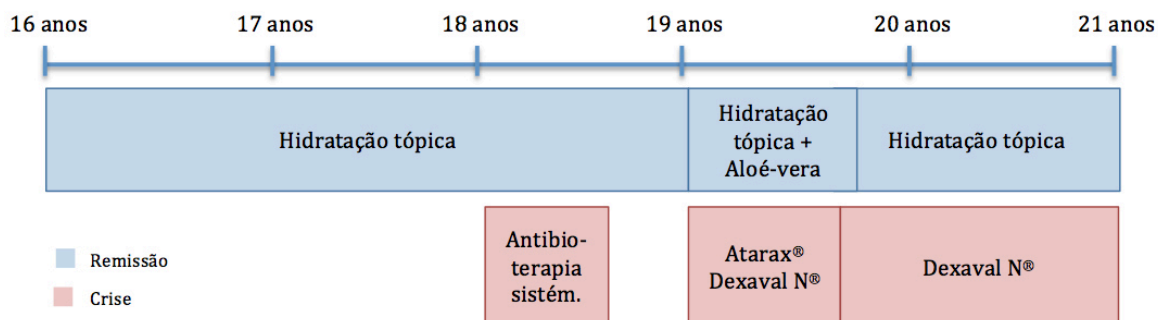 16 anos 17 anos 18 anos 19 anos 20 anos 21 anos
Hidratação tópica
Hidratação
tópica +
Aloé-vera
Hidratação tópica
Antibio-
terapia
sistém.
Atarax®
Dexaval N®
Dexaval N®
Remissão
Crise